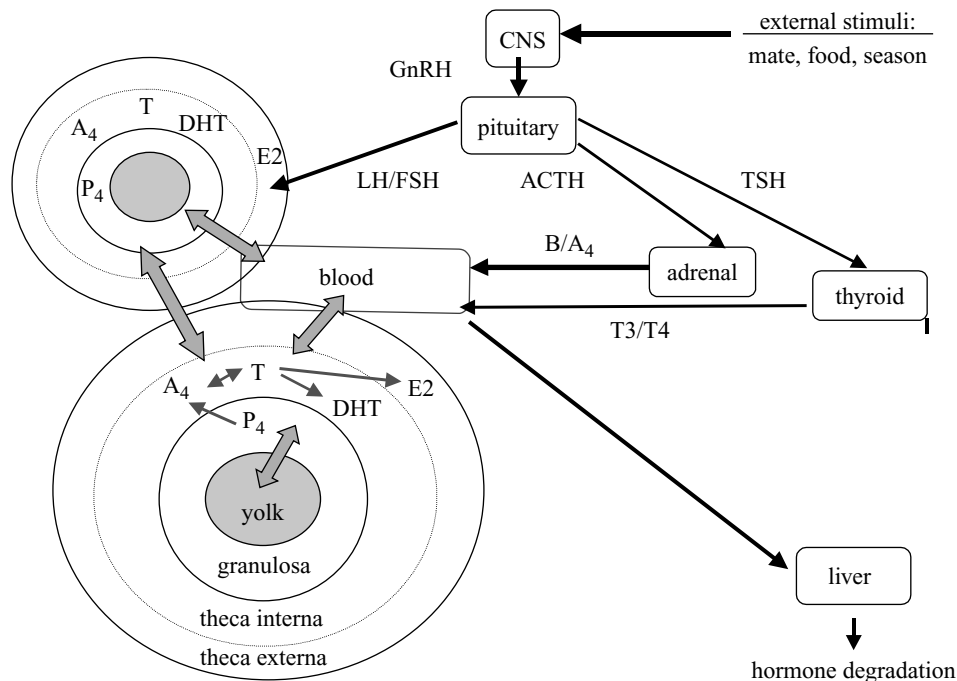 external stimuli:
mate, food, season
CNS
GnRH
pituitary
LH/FSH
ACTH
TSH
T
A4
DHT
E2
P4
B/A4
adrenal
thyroid
T3/T4
blood
A4
T
E2
DHT
P4
yolk
granulosa
theca interna
theca externa
liver
hormone degradation